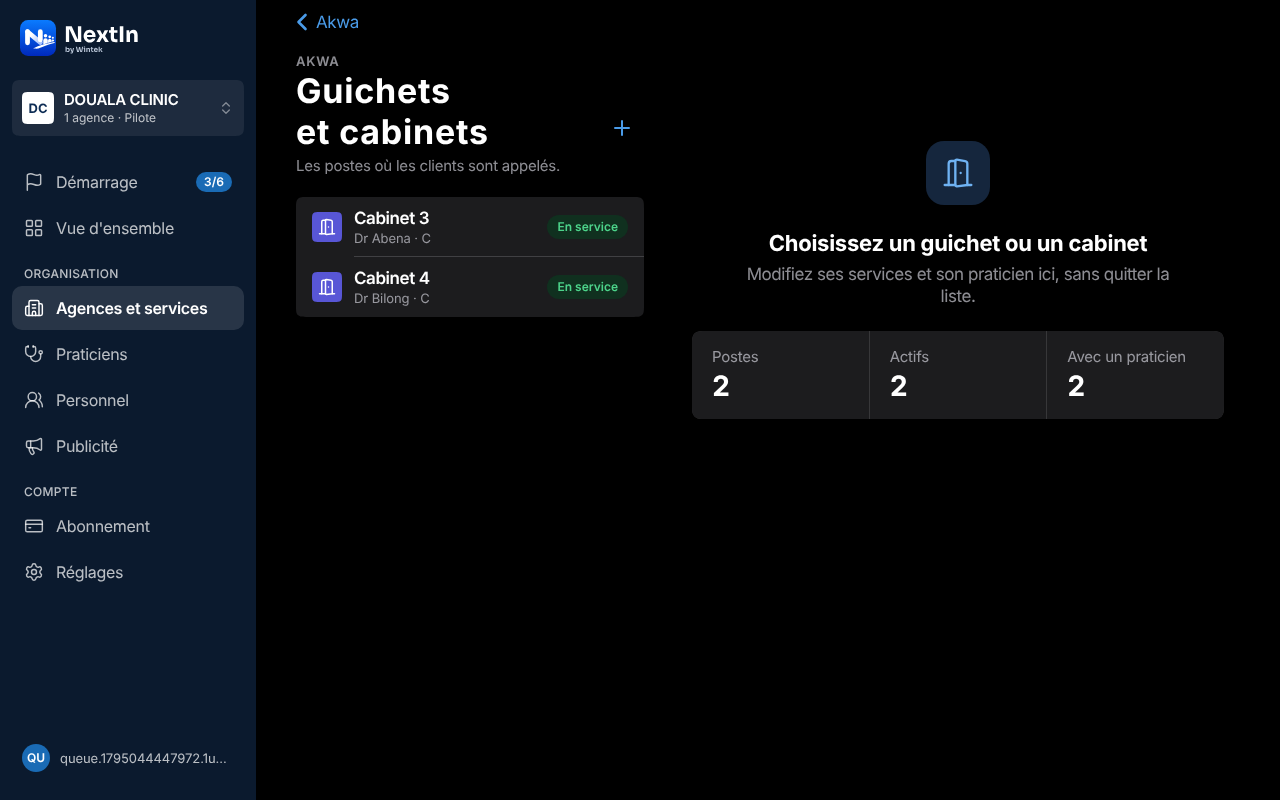 NextIn
by Wintek
DC
DOUALA CLINIC
1 agence · Pilote
Démarrage
3/6
Vue d'ensemble
ORGANISATION
Agences et services
Praticiens
Personnel
Publicité
COMPTE
Abonnement
Réglages
QU
queue.1795044447972.1u...
Akwa
AKWA
Guichets
et cabinets
Les postes où les clients sont appelés.
Cabinet 3
Dr Abena · C
En service
Cabinet 4
Dr Bilong · C
En service
Choisissez un guichet ou un cabinet
Modifiez ses services et son praticien ici, sans quitter la
liste.
Postes
2
Actifs
2
Avec un praticien
2